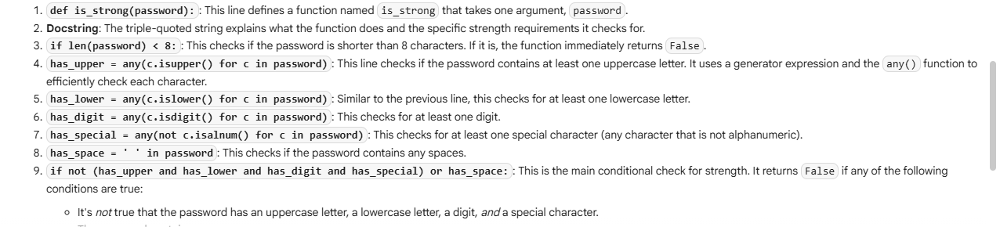 1. def is_strong(password): : This line defines a function named is_strong that takes one argument, password.
2. Docstring: The triple-quoted string explains what the function does and the specific strength requirements it checks for.
3. if len(password) < 8: : This checks if the password is shorter than 8 characters. If it is, the function immediately returns False.
4. has_upper = any(c.isupper() for c in password) : This line checks if the password contains at least one uppercase letter. It uses a generator expression and the any() function to
efficiently check each character.
5. has_lower = any(c.islower() for c in password) : Similar to the previous line, this checks for at least one lowercase letter.
6. has_digit = any(c.isdigit() for c in password) : This checks for at least one digit.
7. has_special = any(not c.isalnum() for c in password) : This checks for at least one special character (any character that is not alphanumeric).
8. has_space = ' ' in password : This checks if the password contains any spaces.
9. if not (has_upper and has_lower and has_digit and has_special) or has_space: : This is the main conditional check for strength. It returns False if any of the following
conditions are true:
○ It's not true that the password has an uppercase letter, a lowercase letter, a digit, and a special character.